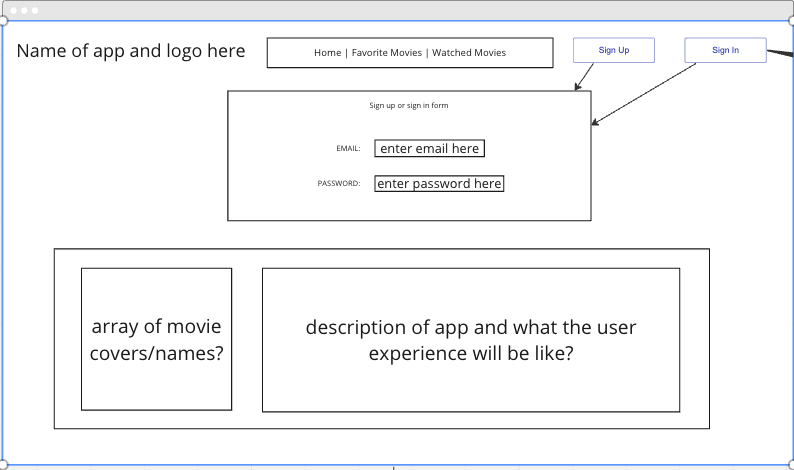 Name of app and logo here
Home | Favorite Movies | Watched Movies
Sign Up
Sign In
Sign up or sign in form
EMAIL:
enter email here
PASSWORD:
enter password here
array of movie
covers/names?
description of app and what the user
experience will be like?